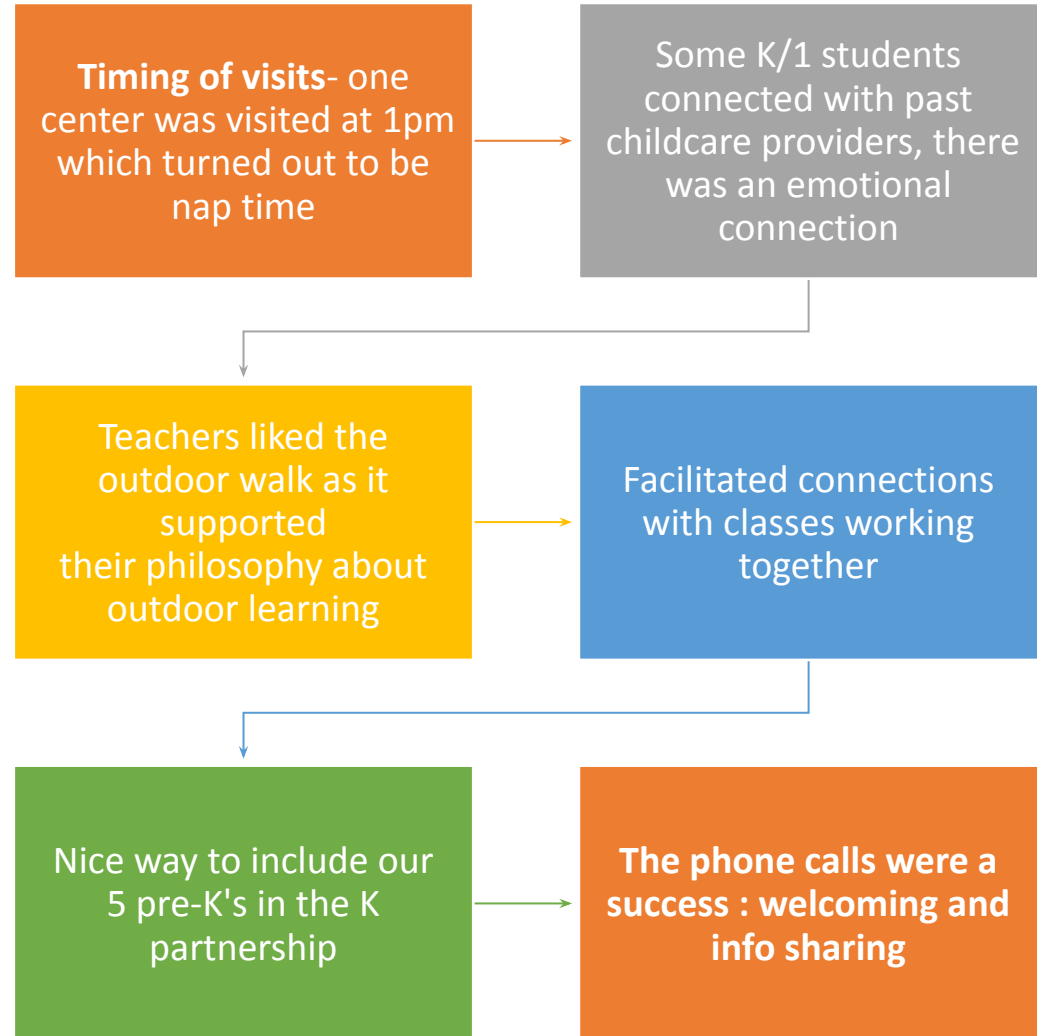 Timing of visits- one
center was visited at 1pm
which turned out to be
nap time
Some K/1 students
connected with past
childcare providers, there
was an emotional
connection
Teachers liked the
outdoor walk as it
supported
their philosophy about
outdoor learning
Facilitated connections
with classes working
together
Nice way to include our
5 pre-K's in the K
partnership
The phone calls were a
success : welcoming and
info sharing